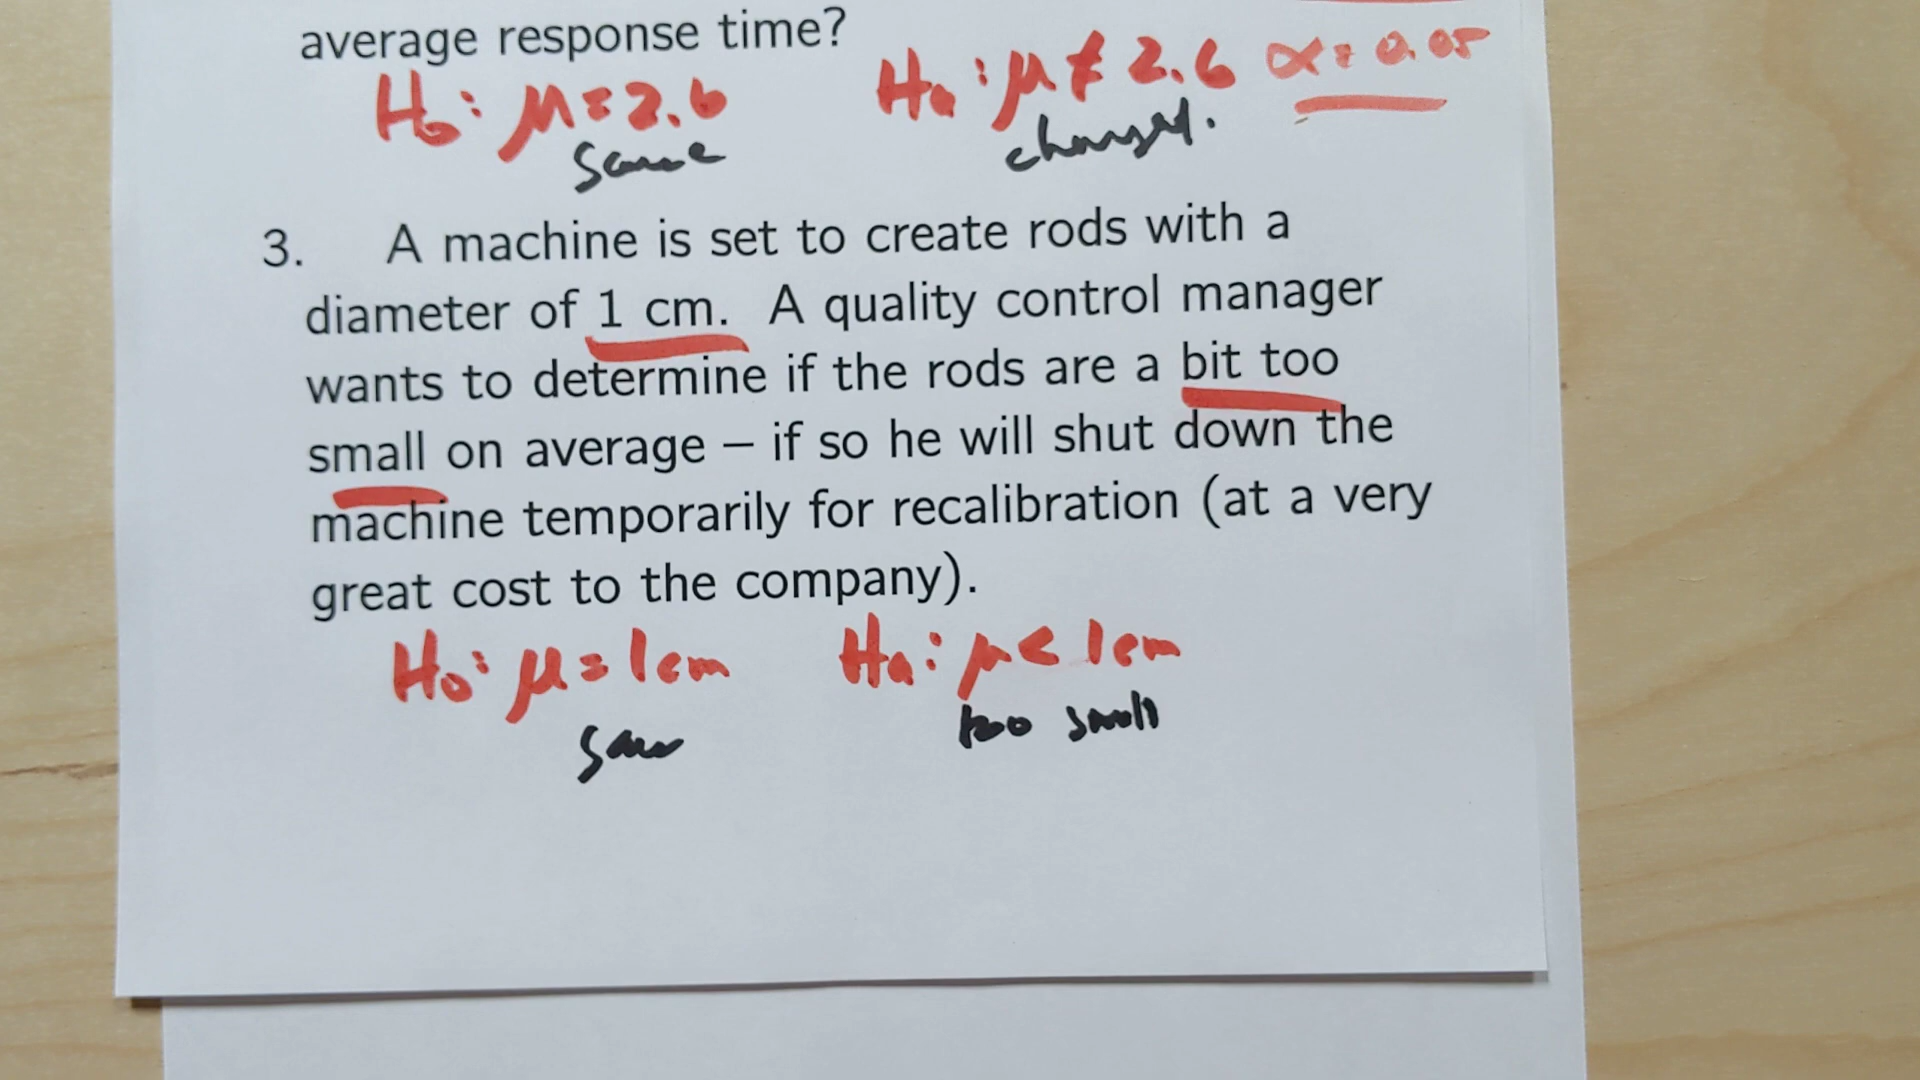 average response time?
H₀: μ = 2.6 Hₐ: μ ≠ 2.6 α = 0.05
Same changed.
3. A machine is set to create rods with a
diameter of 1 cm. A quality control manager
wants to determine if the rods are a bit too
small on average – if so he will shut down the
machine temporarily for recalibration (at a very
great cost to the company).
H₀: μ = 1cm Hₐ: μ < 1cm
too small